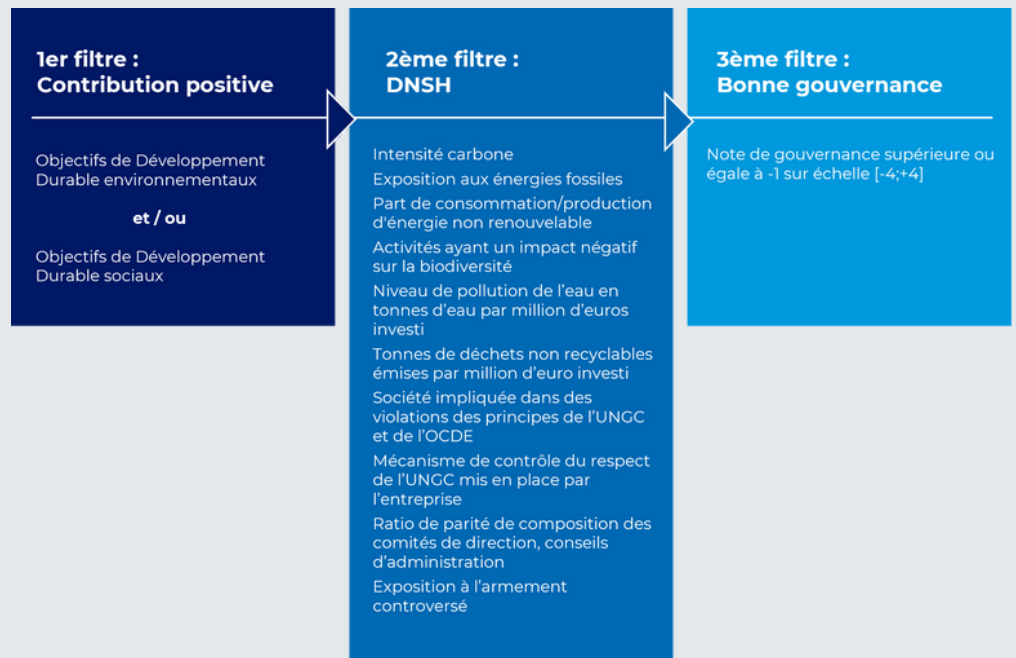 1er filtre :
Contribution positive
Objectifs de Développement
Durable environnementaux
et / ou
Objectifs de Développement
Durable sociaux
2ème filtre :
DNSH
Intensité carbone
Exposition aux énergies fossiles
Part de consommation/production
d'énergie non renouvelable
Activités ayant un impact négatif
sur la biodiversité
Niveau de pollution de l'eau en
tonnes d'eau par million d'euros
investi
Tonnes de déchets non recyclables
émises par million d'euro investi
Société impliquée dans des
violations des principes de l'UNGC
et de l'OCDE
Mécanisme de contrôle du respect
de l'UNGC mis en place par
l'entreprise
Ratio de parité de composition des
comités de direction, conseils
d'administration
Exposition à l'armement
controversé
3ème filtre :
Bonne gouvernance
Note de gouvernance supérieure ou
égale à -1 sur échelle [-4;+4]